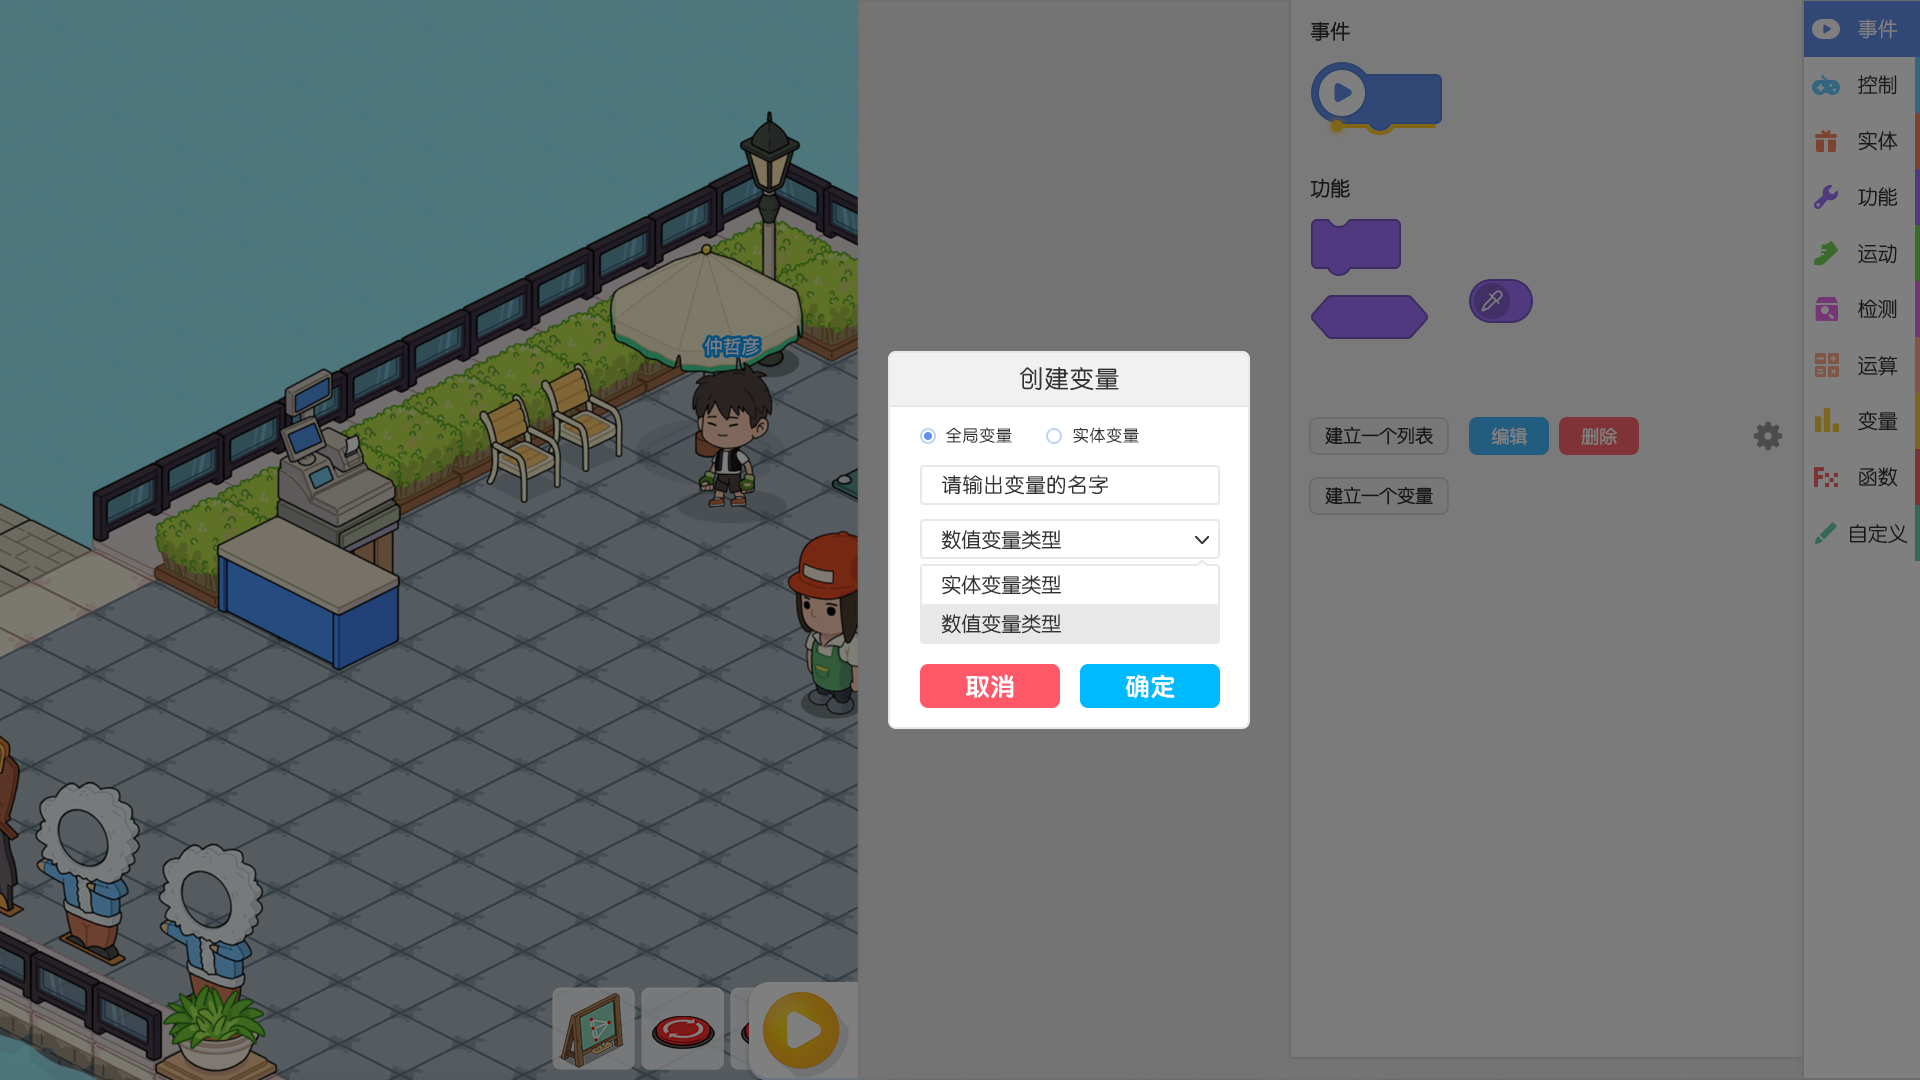 事件
功能
建立一个列表
编辑
删除
建立一个变量
事件
控制
实体
功能
运动
检测
运算
变量
函数
自定义
仲哲彦
创建变量
全局变量
实体变量
请输出变量的名字
数值变量类型
实体变量类型
数值变量类型
取消
确定